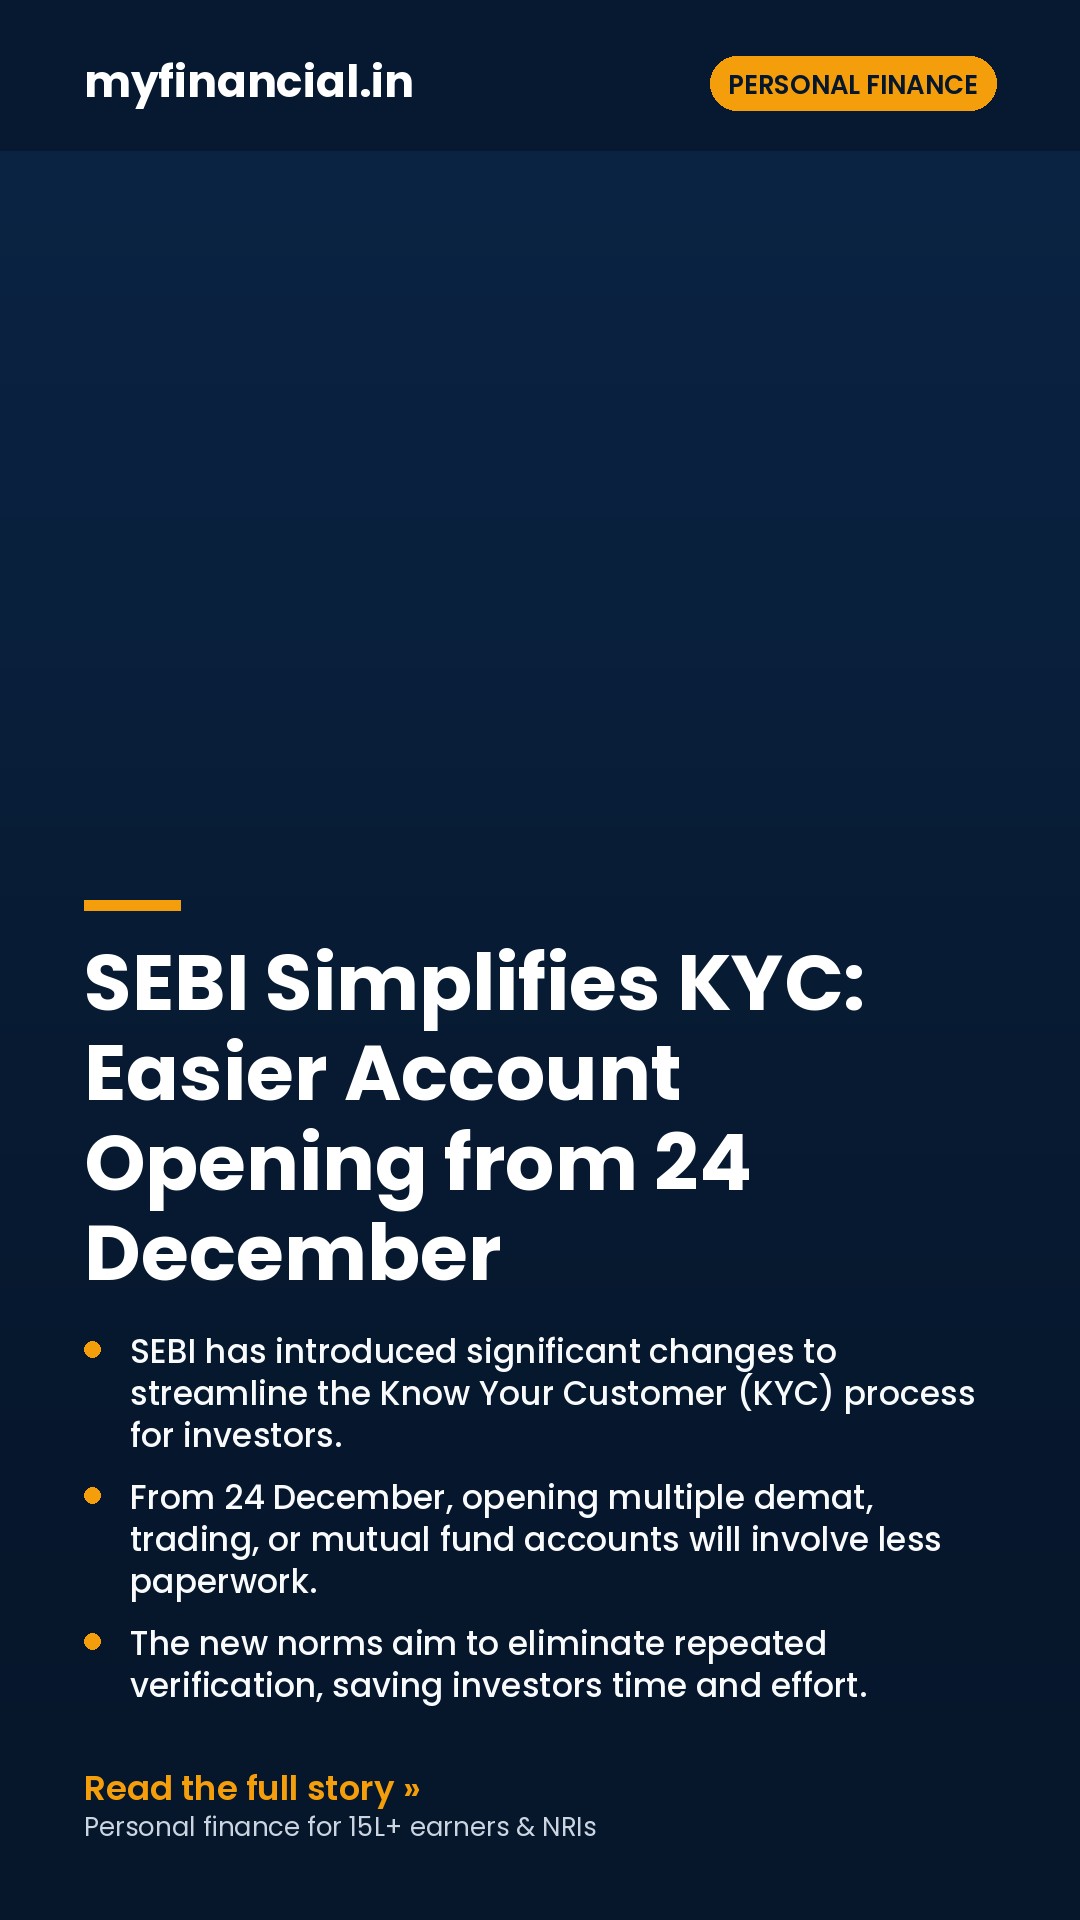 myfinancial.in
PERSONAL FINANCE
SEBI Simplifies KYC:
Easier Account
Opening from 24
December
SEBI has introduced significant changes to
streamline the Know Your Customer (KYC) process
for investors.
From 24 December, opening multiple demat,
trading, or mutual fund accounts will involve less
paperwork.
The new norms aim to eliminate repeated
verification, saving investors time and effort.
Read the full story »
Personal finance for 15L+ earners & NRIs